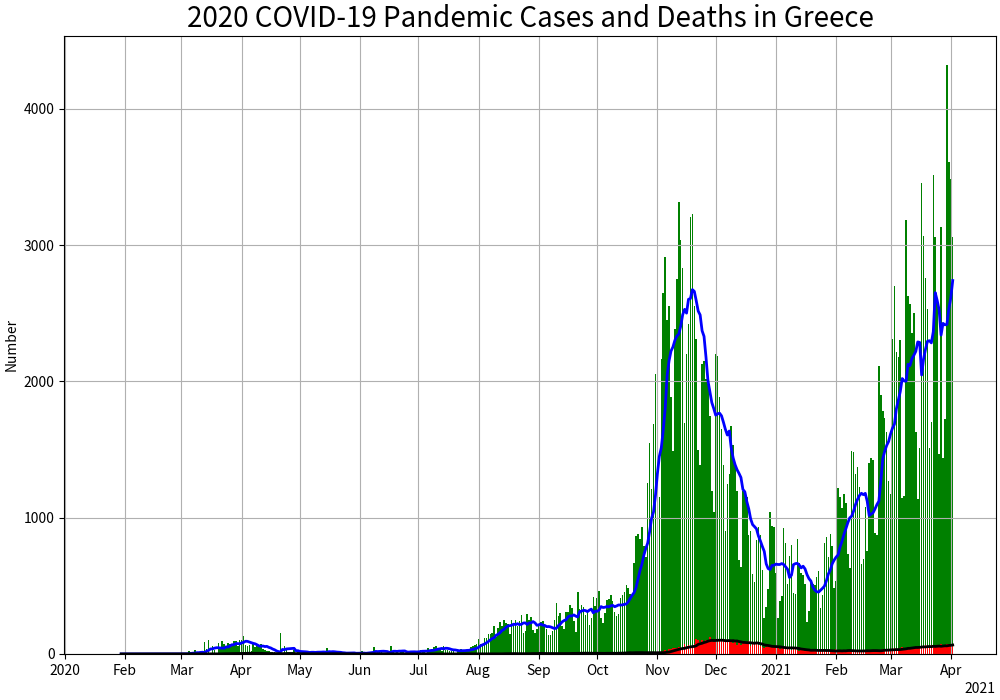 2020 COVID-19 Pandemic Cases and Deaths in Greece
Number
4000
3000
2000
1000
0
2020 Feb Mar Apr May Jun Jul Aug Sep Oct Nov Dec 2021 Feb Mar Apr
2021